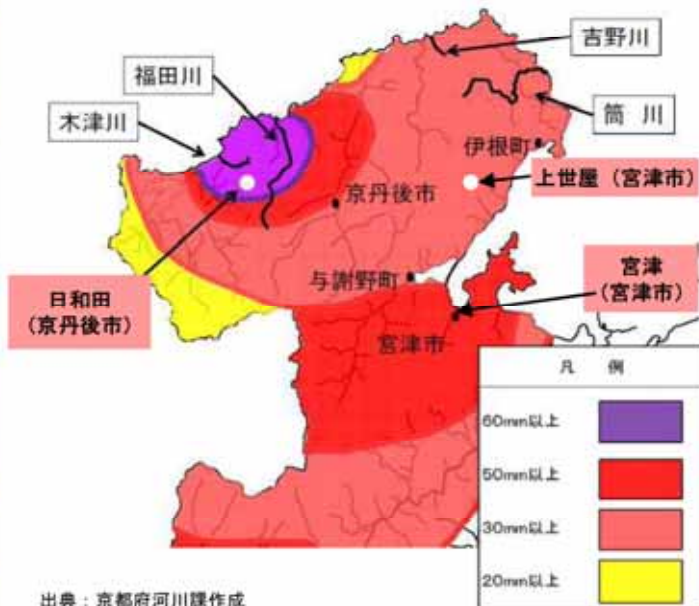 吉野川
福田川
筒 川
木津川
伊根町
京丹後市
上世屋(宮津市)
与謝野町
宮津
(宮津市)
日和田
(京丹後市)
宮津市
凡 例
60mm以上
50mm以上
30mm以上
20mm以上
出典:京都府河川課作成